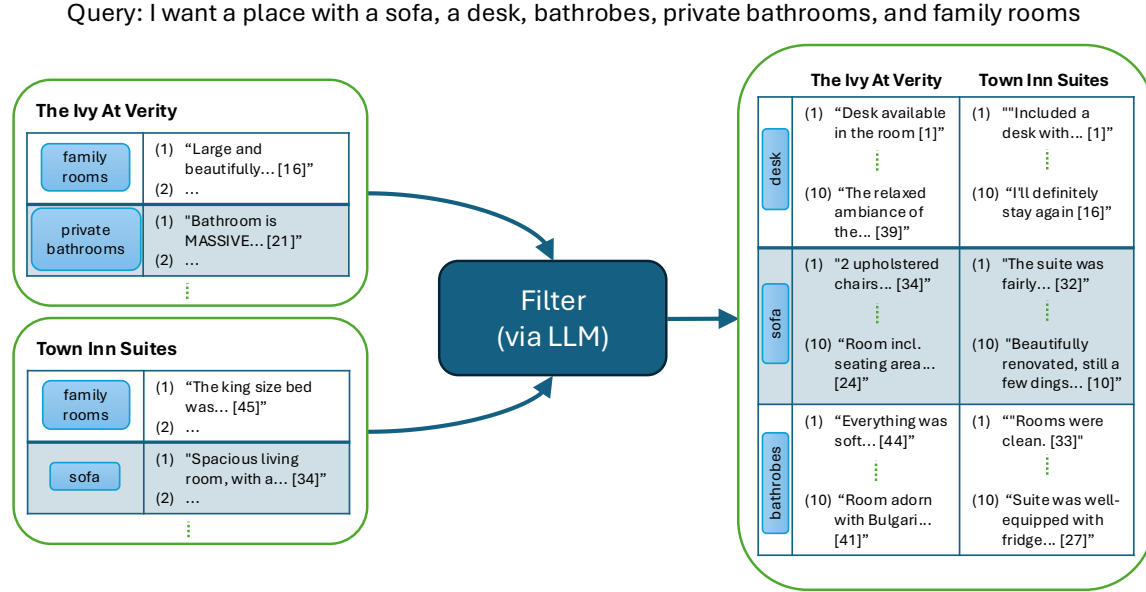 Query: I want a place with a sofa, a desk, bathrobes, private bathrooms, and family rooms
The Ivy At Verity
family
rooms
(1) “Large and
beautifully... [16]”
(2) ...
private
bathrooms
(1) "Bathroom is
MASSIVE... [21]”
(2) ...
Town Inn Suites
family
rooms
(1) “The king size bed
was... [45]”
(2) ...
sofa
(1) "Spacious living
room, with a... [34]”
(2) ...
Filter
(via LLM)
The Ivy At Verity
Town Inn Suites
desk
(1) “Desk available
in the room [1]”
(10) “The relaxed
ambiance of
the... [39]”
(1) ""Included a
desk with... [1]”
(10) “I'll definitely
stay again [16]”
sofa
(1) "2 upholstered
chairs... [34]”
(10) “Room incl.
seating area...
[24]”
(1) "The suite was
fairly... [32]”
(10) "Beautifully
renovated, still a
few dings... [10]”
bathrobes
(1) “Everything was
soft... [44]”
(10) “Room adorn
with Bulgari...
[41]”
(1) ""Rooms were
clean. [33]"
(10) “Suite was well-
equipped with
fridge... [27]”